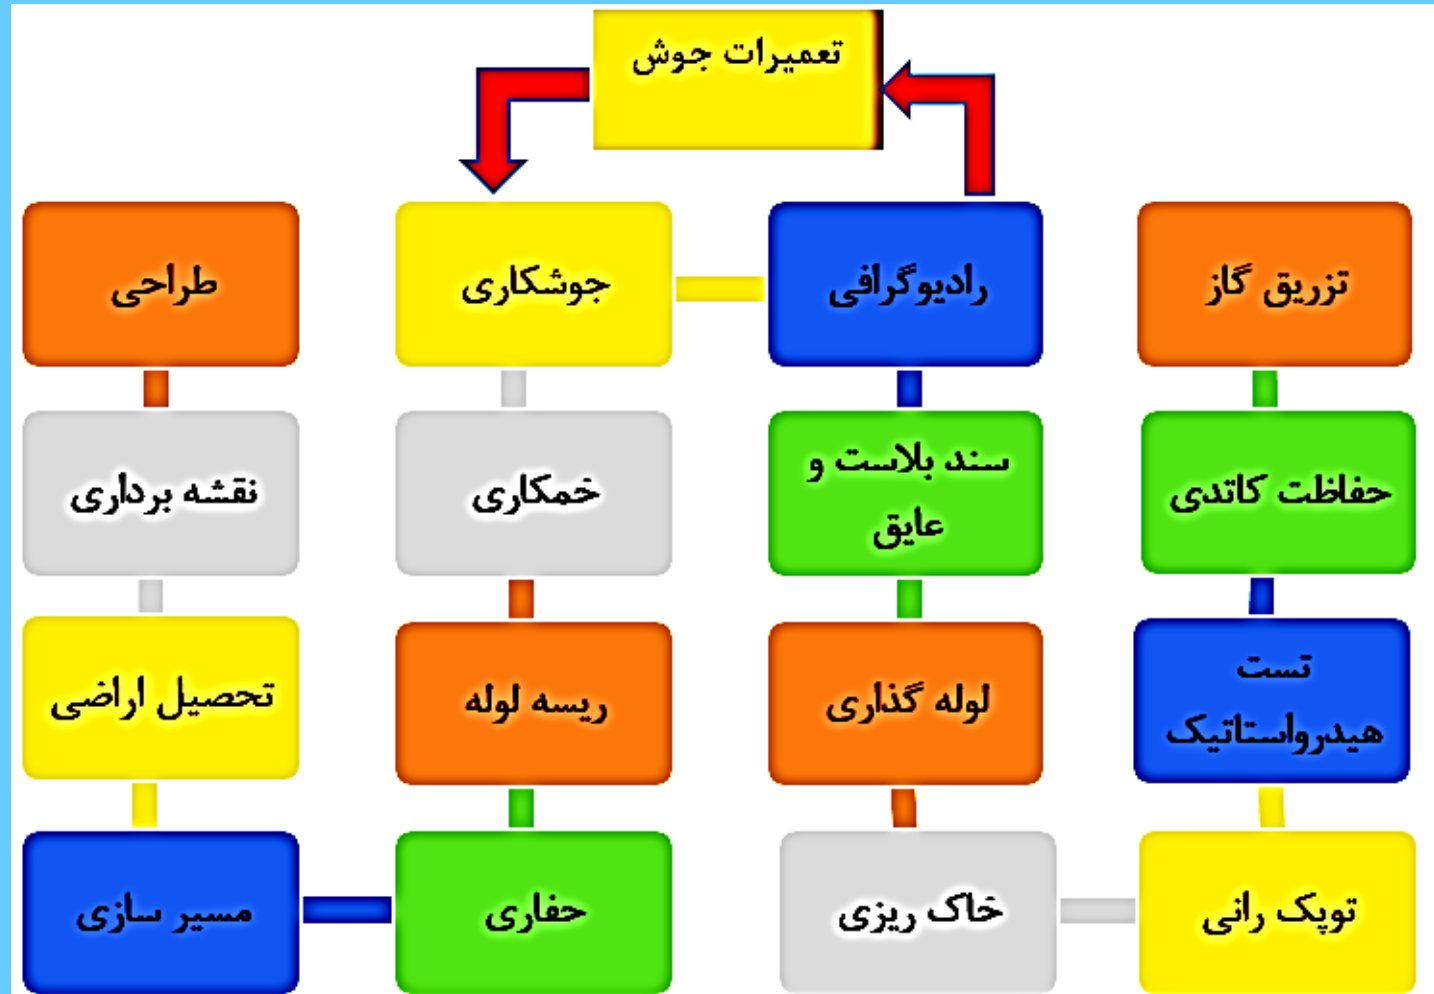 تعمیرات جوش
طراحی
نقشه برداری
تحصیل اراضی
مسیر سازی
حفاری
ریسه لوله
خمکاری
جوشکاری
رادیوگرافی
سند بلاست و
عایق
لوله گذاری
خاک ریزی
توپک رانی
تست
هیدرواستاتیک
حفاظت کاتدی
تزریق گاز